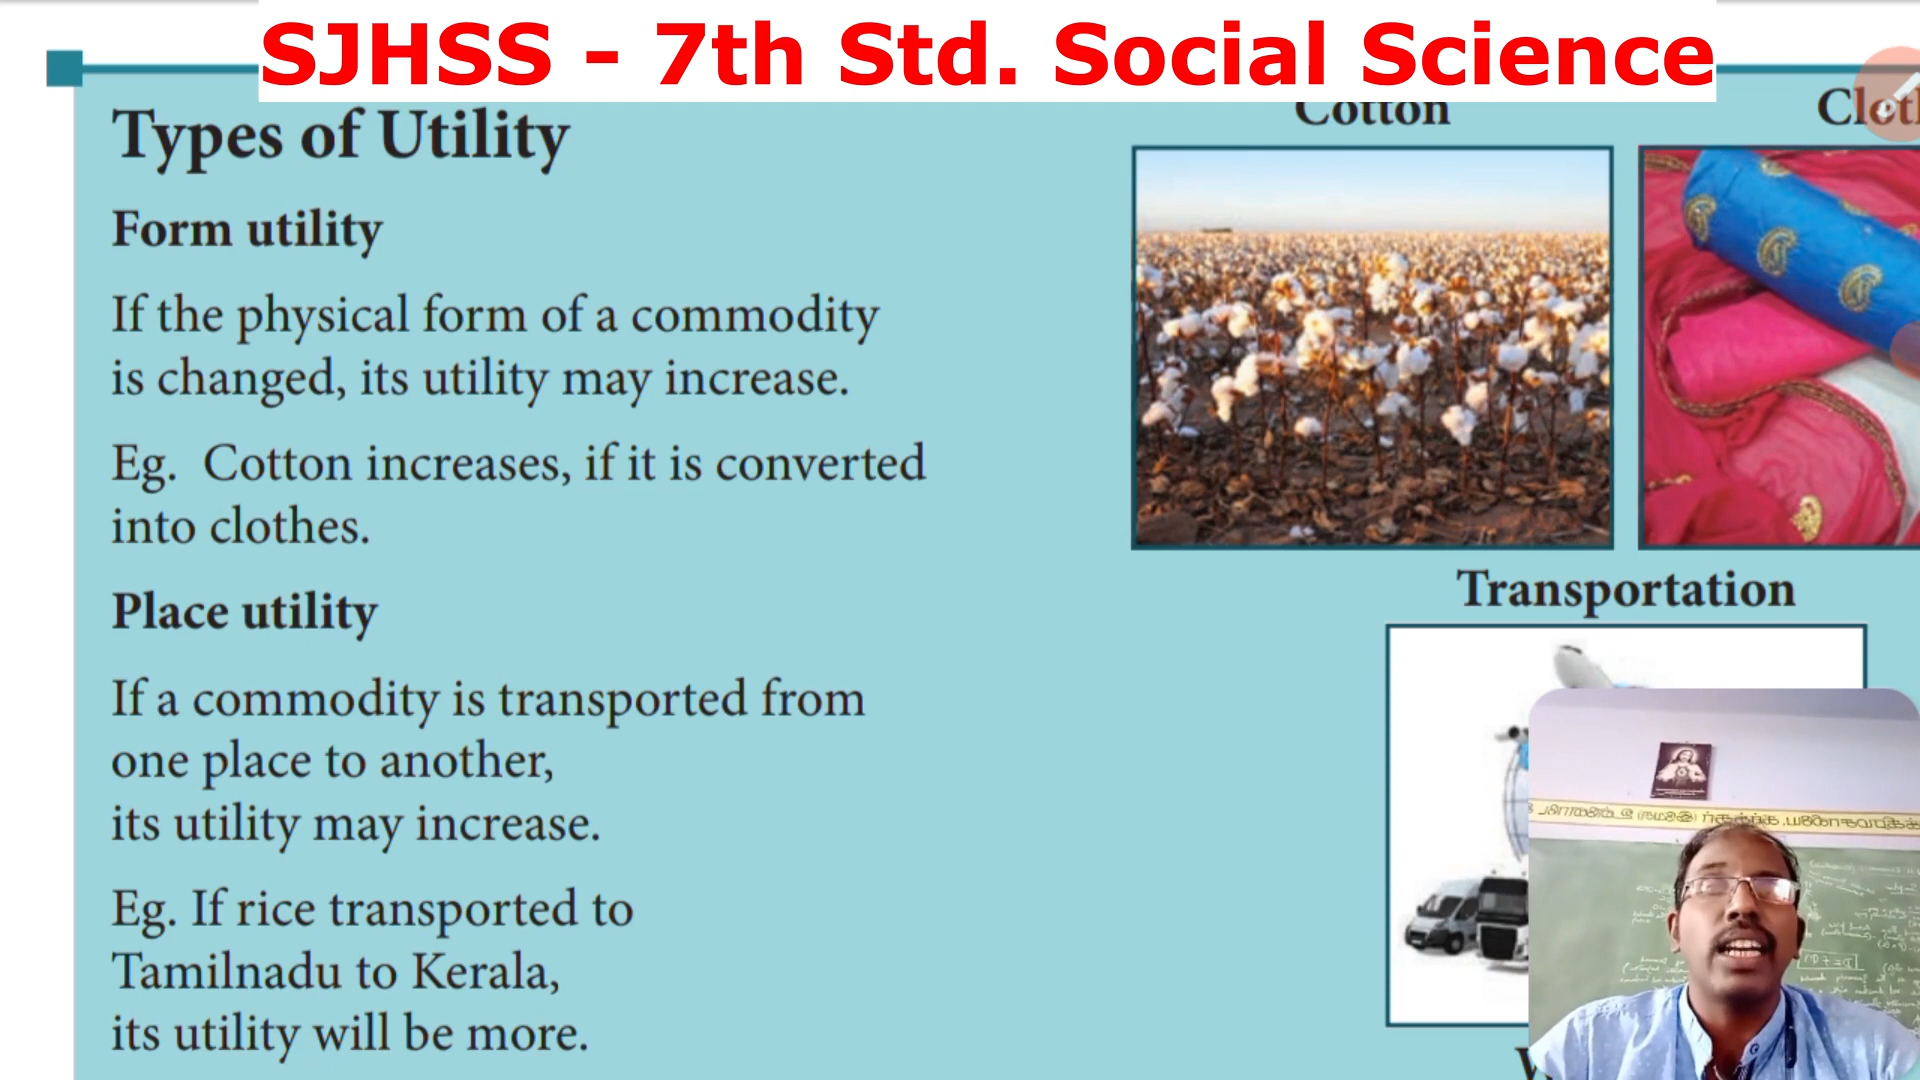 SJHSS - 7th Std. Social Science
Types of Utility
Form utility
If the physical form of a commodity
is changed, its utility may increase.
Eg. Cotton increases, if it is converted
into clothes.
Place utility
If a commodity is transported from
one place to another,
its utility may increase.
Eg. If rice transported to
Tamilnadu to Kerala,
its utility will be more.
Cotton
Transportation